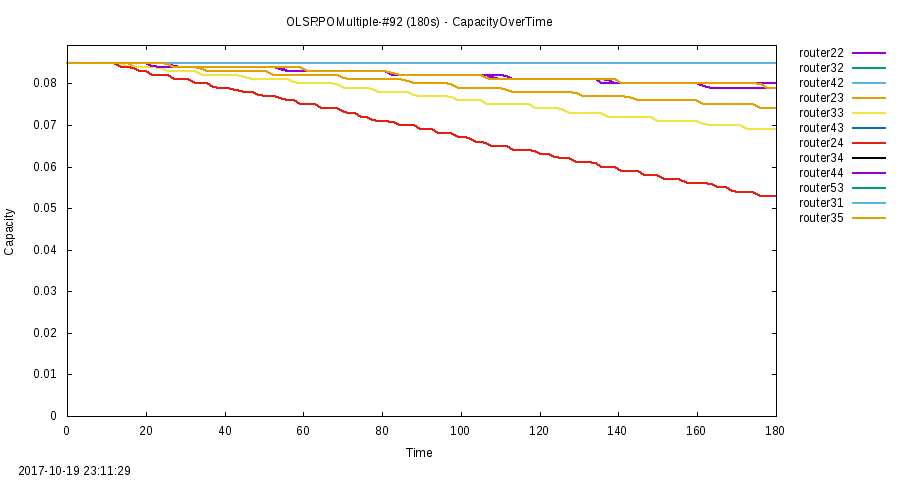 OLSRPOMultiple-#92 (180s) - CapacityOverTime
router22
router32
router42
router23
router33
router43
router24
router34
router44
router53
router31
router35
0.08
0.07
0.06
0.05
0.04
0.03
0.02
0.01
0
Capacity
0 20 40 60 80 100 120 140 160 180
Time
2017-10-19 23:11:29